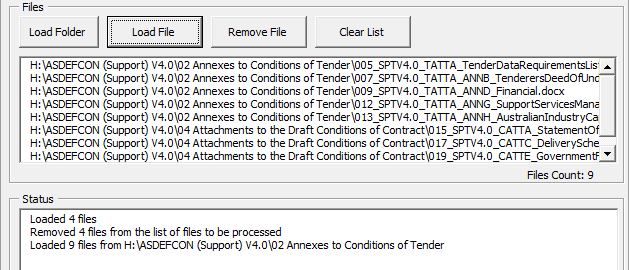 Files
Load Folder Load File Remove File Clear List
H:\ASDEFCON (Support) V4.0\02 Annexes to Conditions of Tender\005_SPTV4.0_TATTA_TenderDataRequirementsList
H:\ASDEFCON (Support) V4.0\02 Annexes to Conditions of Tender\007_SPTV4.0_TATTA_ANNB_TenderersDeedOfUnd
H:\ASDEFCON (Support) V4.0\02 Annexes to Conditions of Tender\009_SPTV4.0_TATTA_ANND_Financial.docx
H:\ASDEFCON (Support) V4.0\02 Annexes to Conditions of Tender\012_SPTV4.0_TATTA_ANNG_SupportServicesMana
H:\ASDEFCON (Support) V4.0\02 Annexes to Conditions of Tender\013_SPTV4.0_TATTA_ANNH_AustralianIndustryCap
H:\ASDEFCON (Support) V4.0\04 Attachments to the Draft Conditions of Contract\015_SPTV4.0_CATTA_StatementOf
H:\ASDEFCON (Support) V4.0\04 Attachments to the Draft Conditions of Contract\017_SPTV4.0_CATTC_DeliverySche
H:\ASDEFCON (Support) V4.0\04 Attachments to the Draft Conditions of Contract\019_SPTV4.0_CATTE_GovernmentF
Files Count: 9
Status
Loaded 4 files
Removed 4 files from the list of files to be processed
Loaded 9 files from H:\ASDEFCON (Support) V4.0\02 Annexes to Conditions of Tender